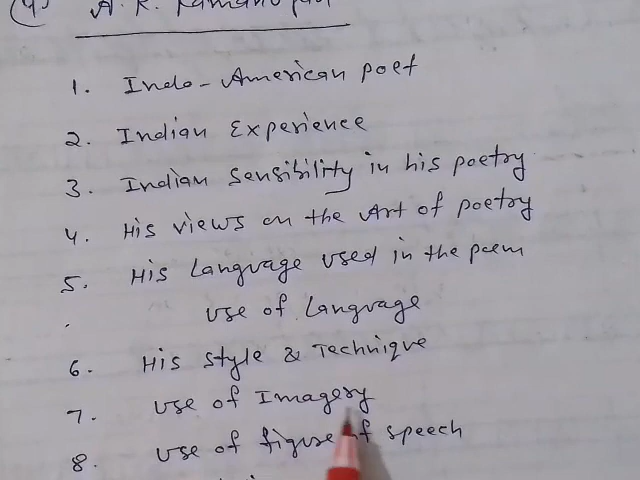 (4) A. K. Ramanujan
1. Indo-American poet
2. Indian Experience
3. Indian Sensibility in his poetry
4. His views on the Art of poetry
5. His Language used in the poem
use of Language
6. His style & Technique
7. use of Imagery
8. use of figure of speech